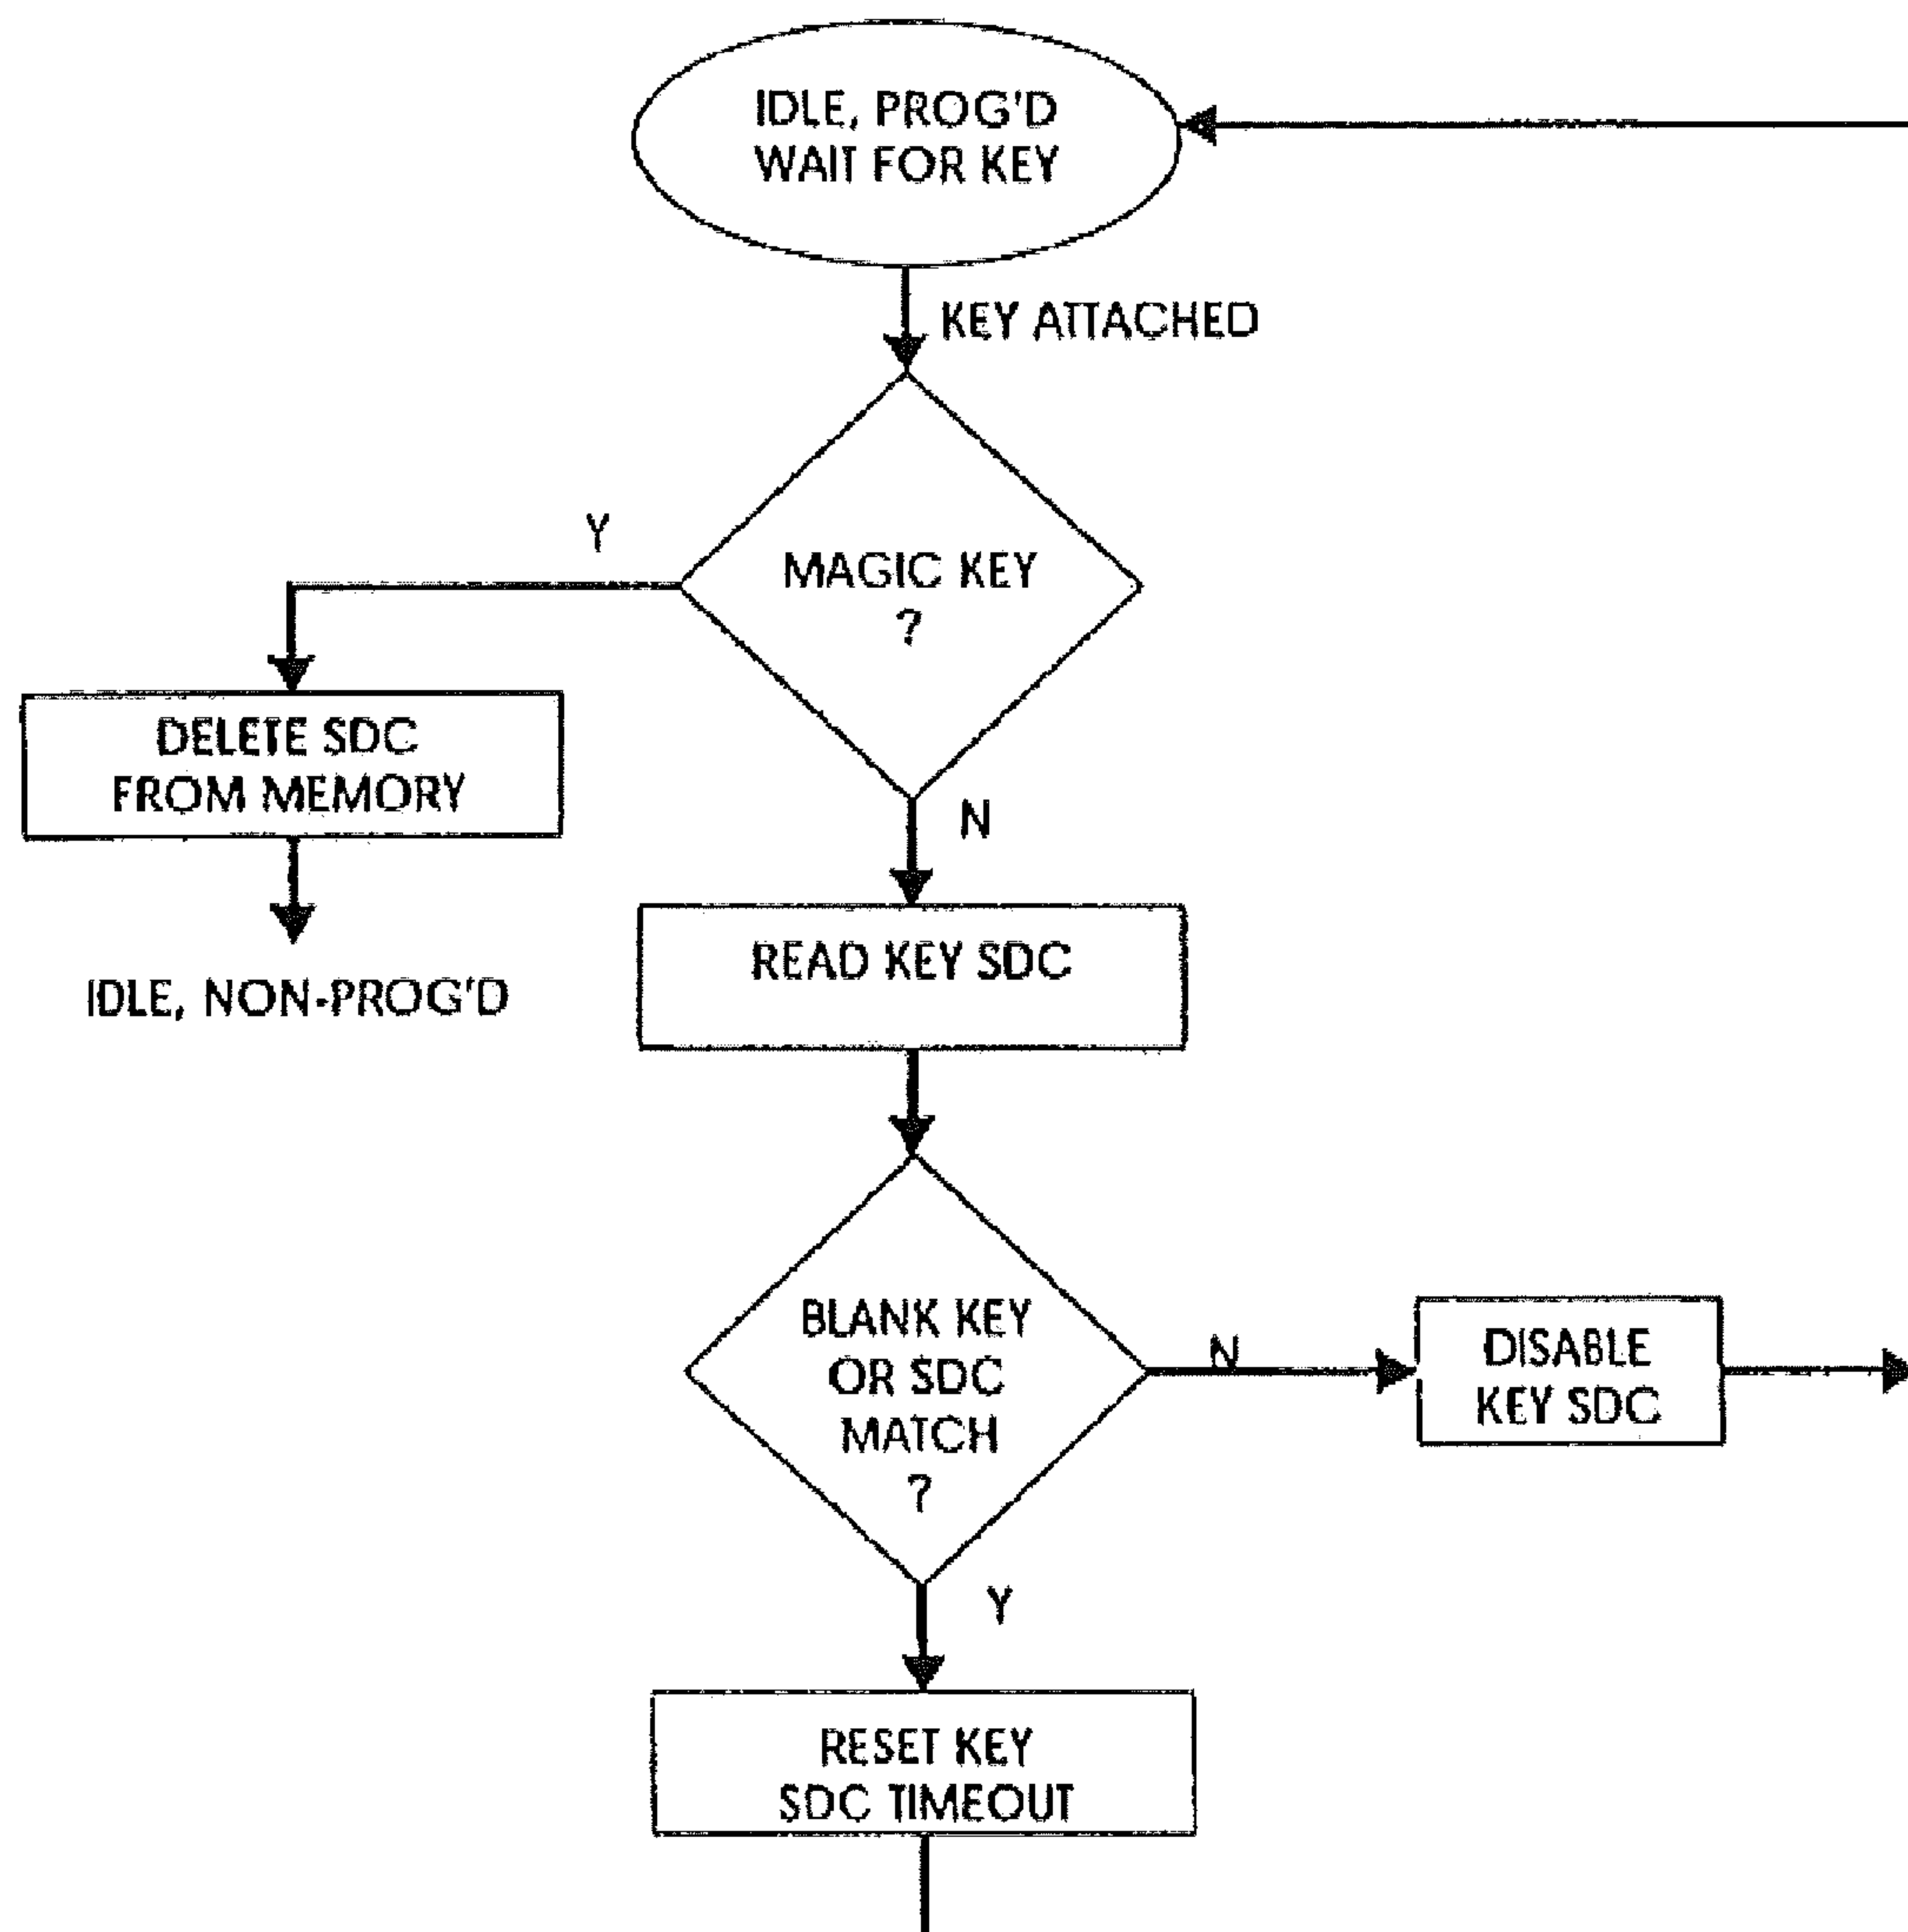 IDLE, PROG'D
WAIT FOR KEY
KEY ATTACHED
Y
MAGIC KEY
?
DELETE SDC
FROM MEMORY
N
IDLE, NON-PROG'D
READ KEY SDC
BLANK KEY
OR SDC
MATCH
?
N
DISABLE
KEY SDC
Y
RESET KEY
SDC TIMEOUT